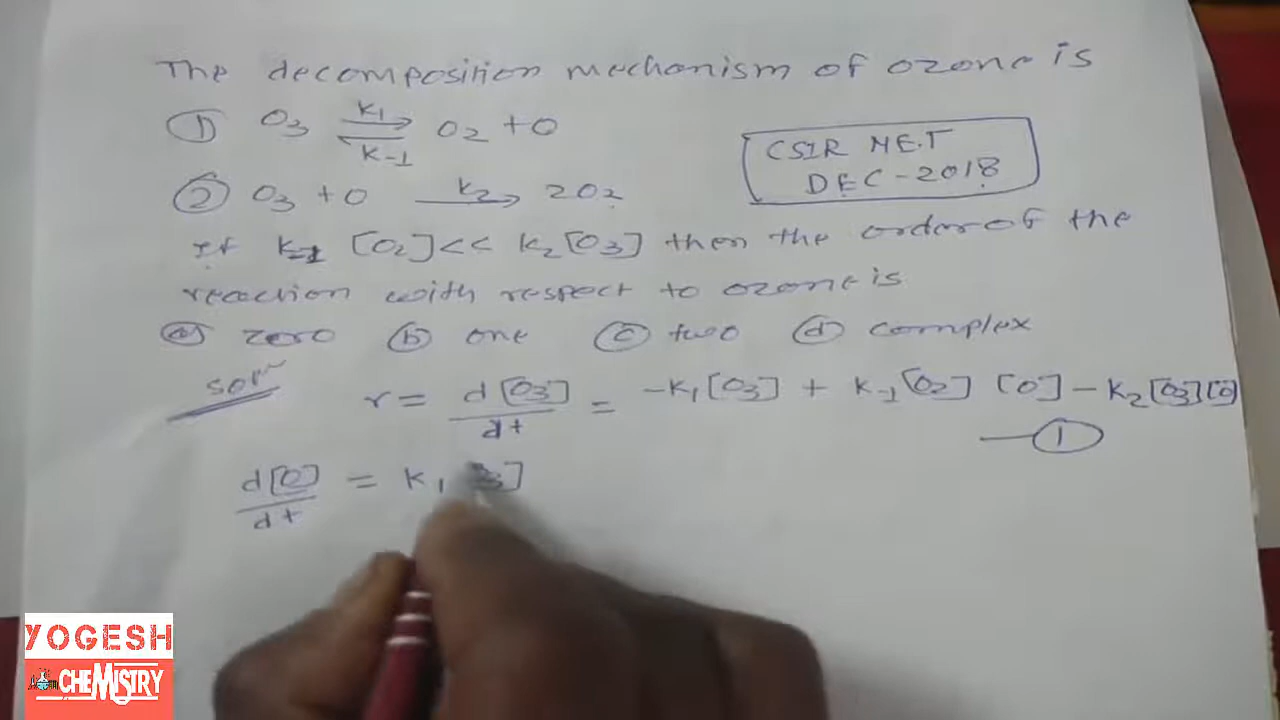 The decomposition mechanism of ozone is
① O₃ ⇌ O₂ + O
k₁
k₋₁
CSIR NET
DEC-2018
② O₃ + O → 2O₂
k₂
If k₋₁ [O₂] << k₂ [O₃] then the order of the
reaction with respect to ozone is
ⓐ zero ⓑ one ⓒ two ⓓ complex
Solⁿ
r = d[O₃]/dt = -k₁[O₃] + k₋₁[O₂] [O] - k₂[O₃][O]
— ①
d[O]/dt = k₁
YOGESH
CHEMISTRY